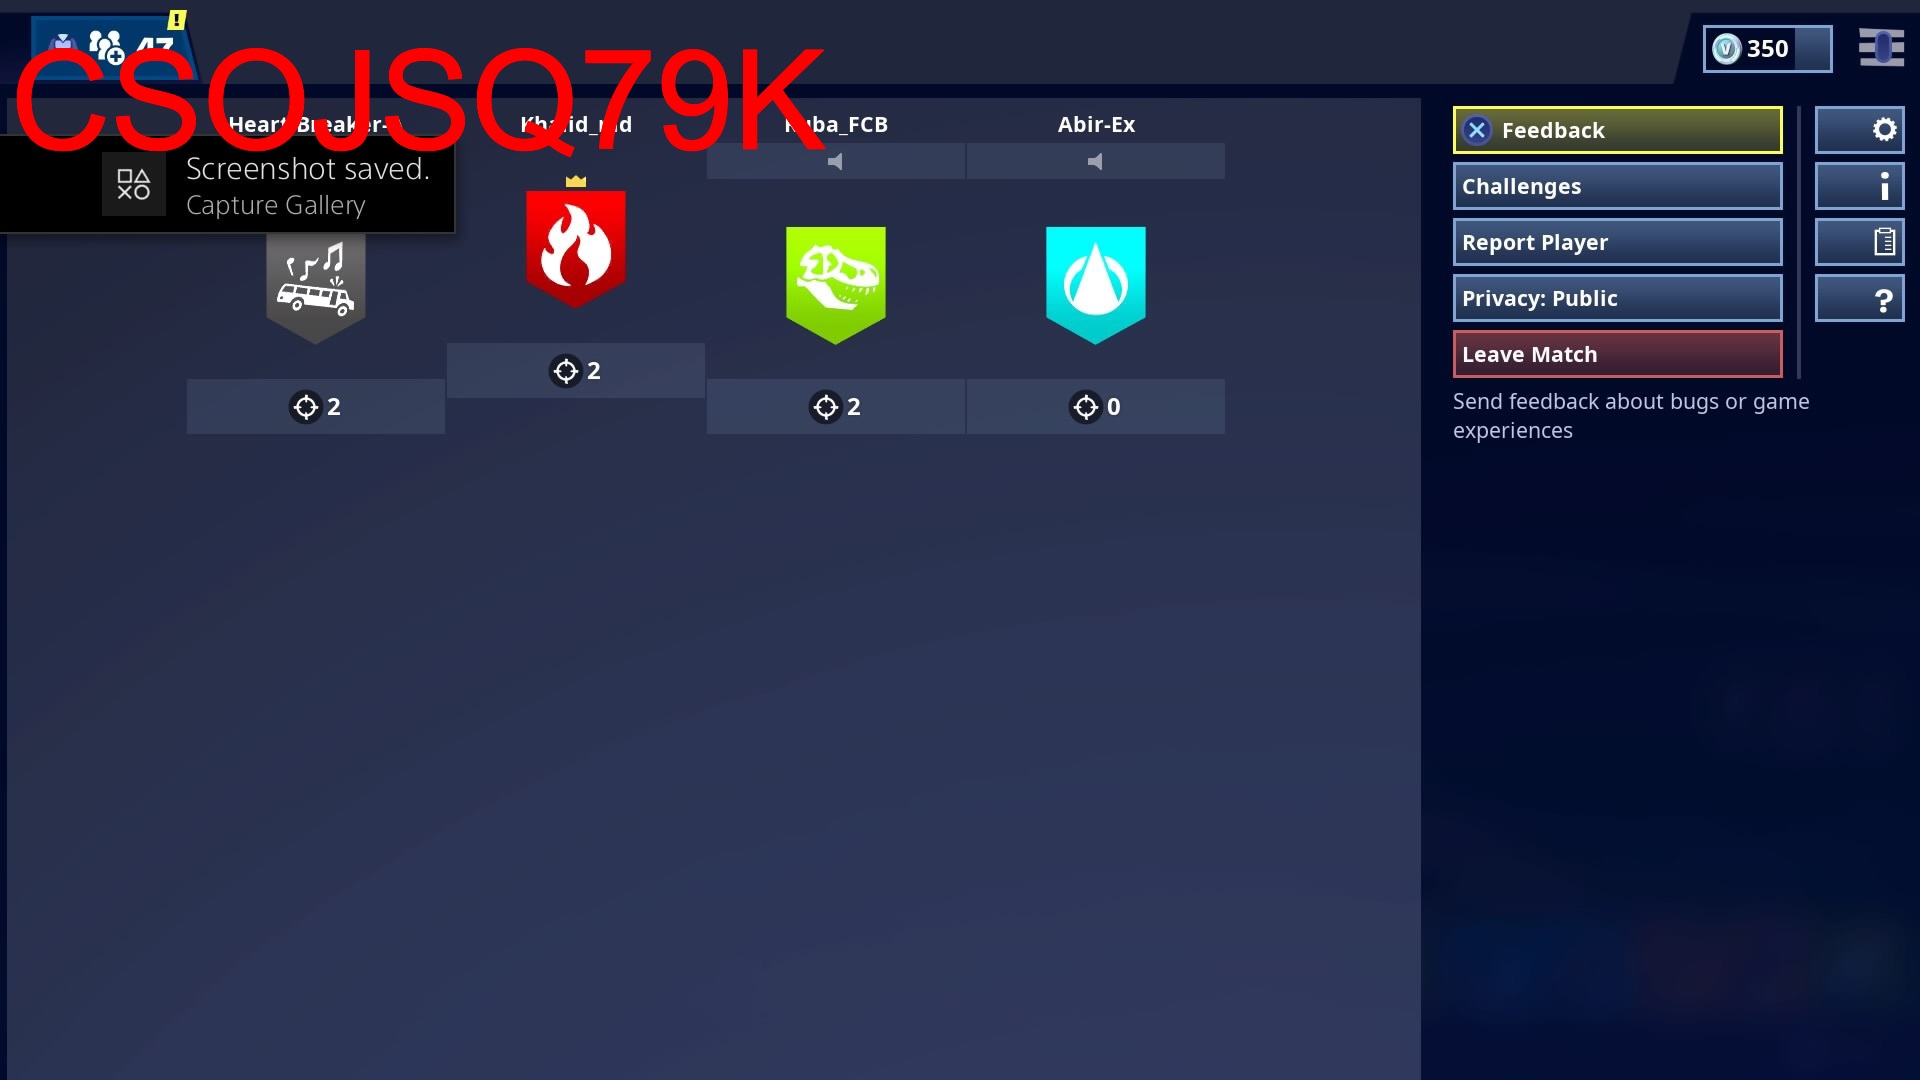 47
!
350
CSOJSQ79K
Abir-Ex
Screenshot saved.
Capture Gallery
2
2
2
0
Feedback
Challenges
Report Player
Privacy: Public
Leave Match
Send feedback about bugs or game
experiences
i
?